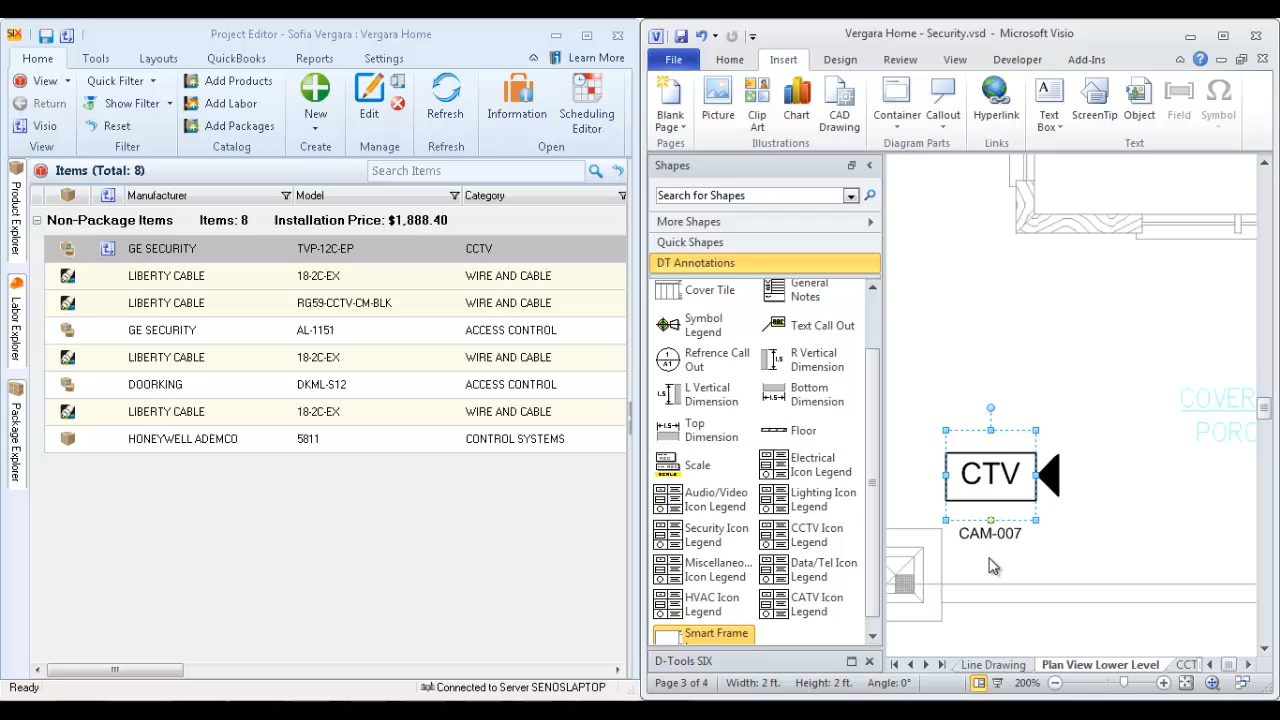 SIX
Project Editor - Sofia Vergara : Vergara Home
Home Tools Layouts QuickBooks Reports Settings Learn More
View Quick Filter Add Products
Return Show Filter Add Labor
Visio Reset Add Packages
New Edit Refresh Information Scheduling Editor
View Filter Catalog Create Manage Refresh Open
Items (Total: 8) Search Items
Product Explorer
Labor Explorer
Package Explorer
Manufacturer Model Category
Non-Package Items Items: 8 Installation Price: $1,888.40
GE SECURITY TVP-12C-EP CCTV
LIBERTY CABLE 18-2C-EX WIRE AND CABLE
LIBERTY CABLE RG59-CCTV-CM-BLK WIRE AND CABLE
GE SECURITY AL-1151 ACCESS CONTROL
LIBERTY CABLE 18-2C-EX WIRE AND CABLE
DOORKING DKML-S12 ACCESS CONTROL
LIBERTY CABLE 18-2C-EX WIRE AND CABLE
HONEYWELL ADEMCO 5811 CONTROL SYSTEMS
Ready Connected to Server SENOSLAPTOP
Vergara Home - Security.vsd - Microsoft Visio
File Home Insert Design Review View Developer Add-Ins
Blank Page Picture Clip Art Chart CAD Drawing Container Callout Hyperlink Text Box ScreenTip Object Field Symbol
Pages Illustrations Diagram Parts Links Text
Shapes
Search for Shapes
More Shapes
Quick Shapes
DT Annotations
Cover Tile General Notes
Symbol Legend Text Call Out
Refrence Call Out R Vertical Dimension
L Vertical Dimension Bottom Dimension
Top Dimension Floor
Scale Electrical Icon Legend
Audio/Video Icon Legend Lighting Icon Legend
Security Icon Legend CCTV Icon Legend
Miscellaneo... Icon Legend Data/Tel Icon Legend
HVAC Icon Legend CATV Icon Legend
Smart Frame
D-Tools SIX
COVER
PORC
CTV
CAM-007
Line Drawing Plan View Lower Level CCT
Page 3 of 4 Width: 2 ft. Height: 2 ft. Angle: 0° 200%